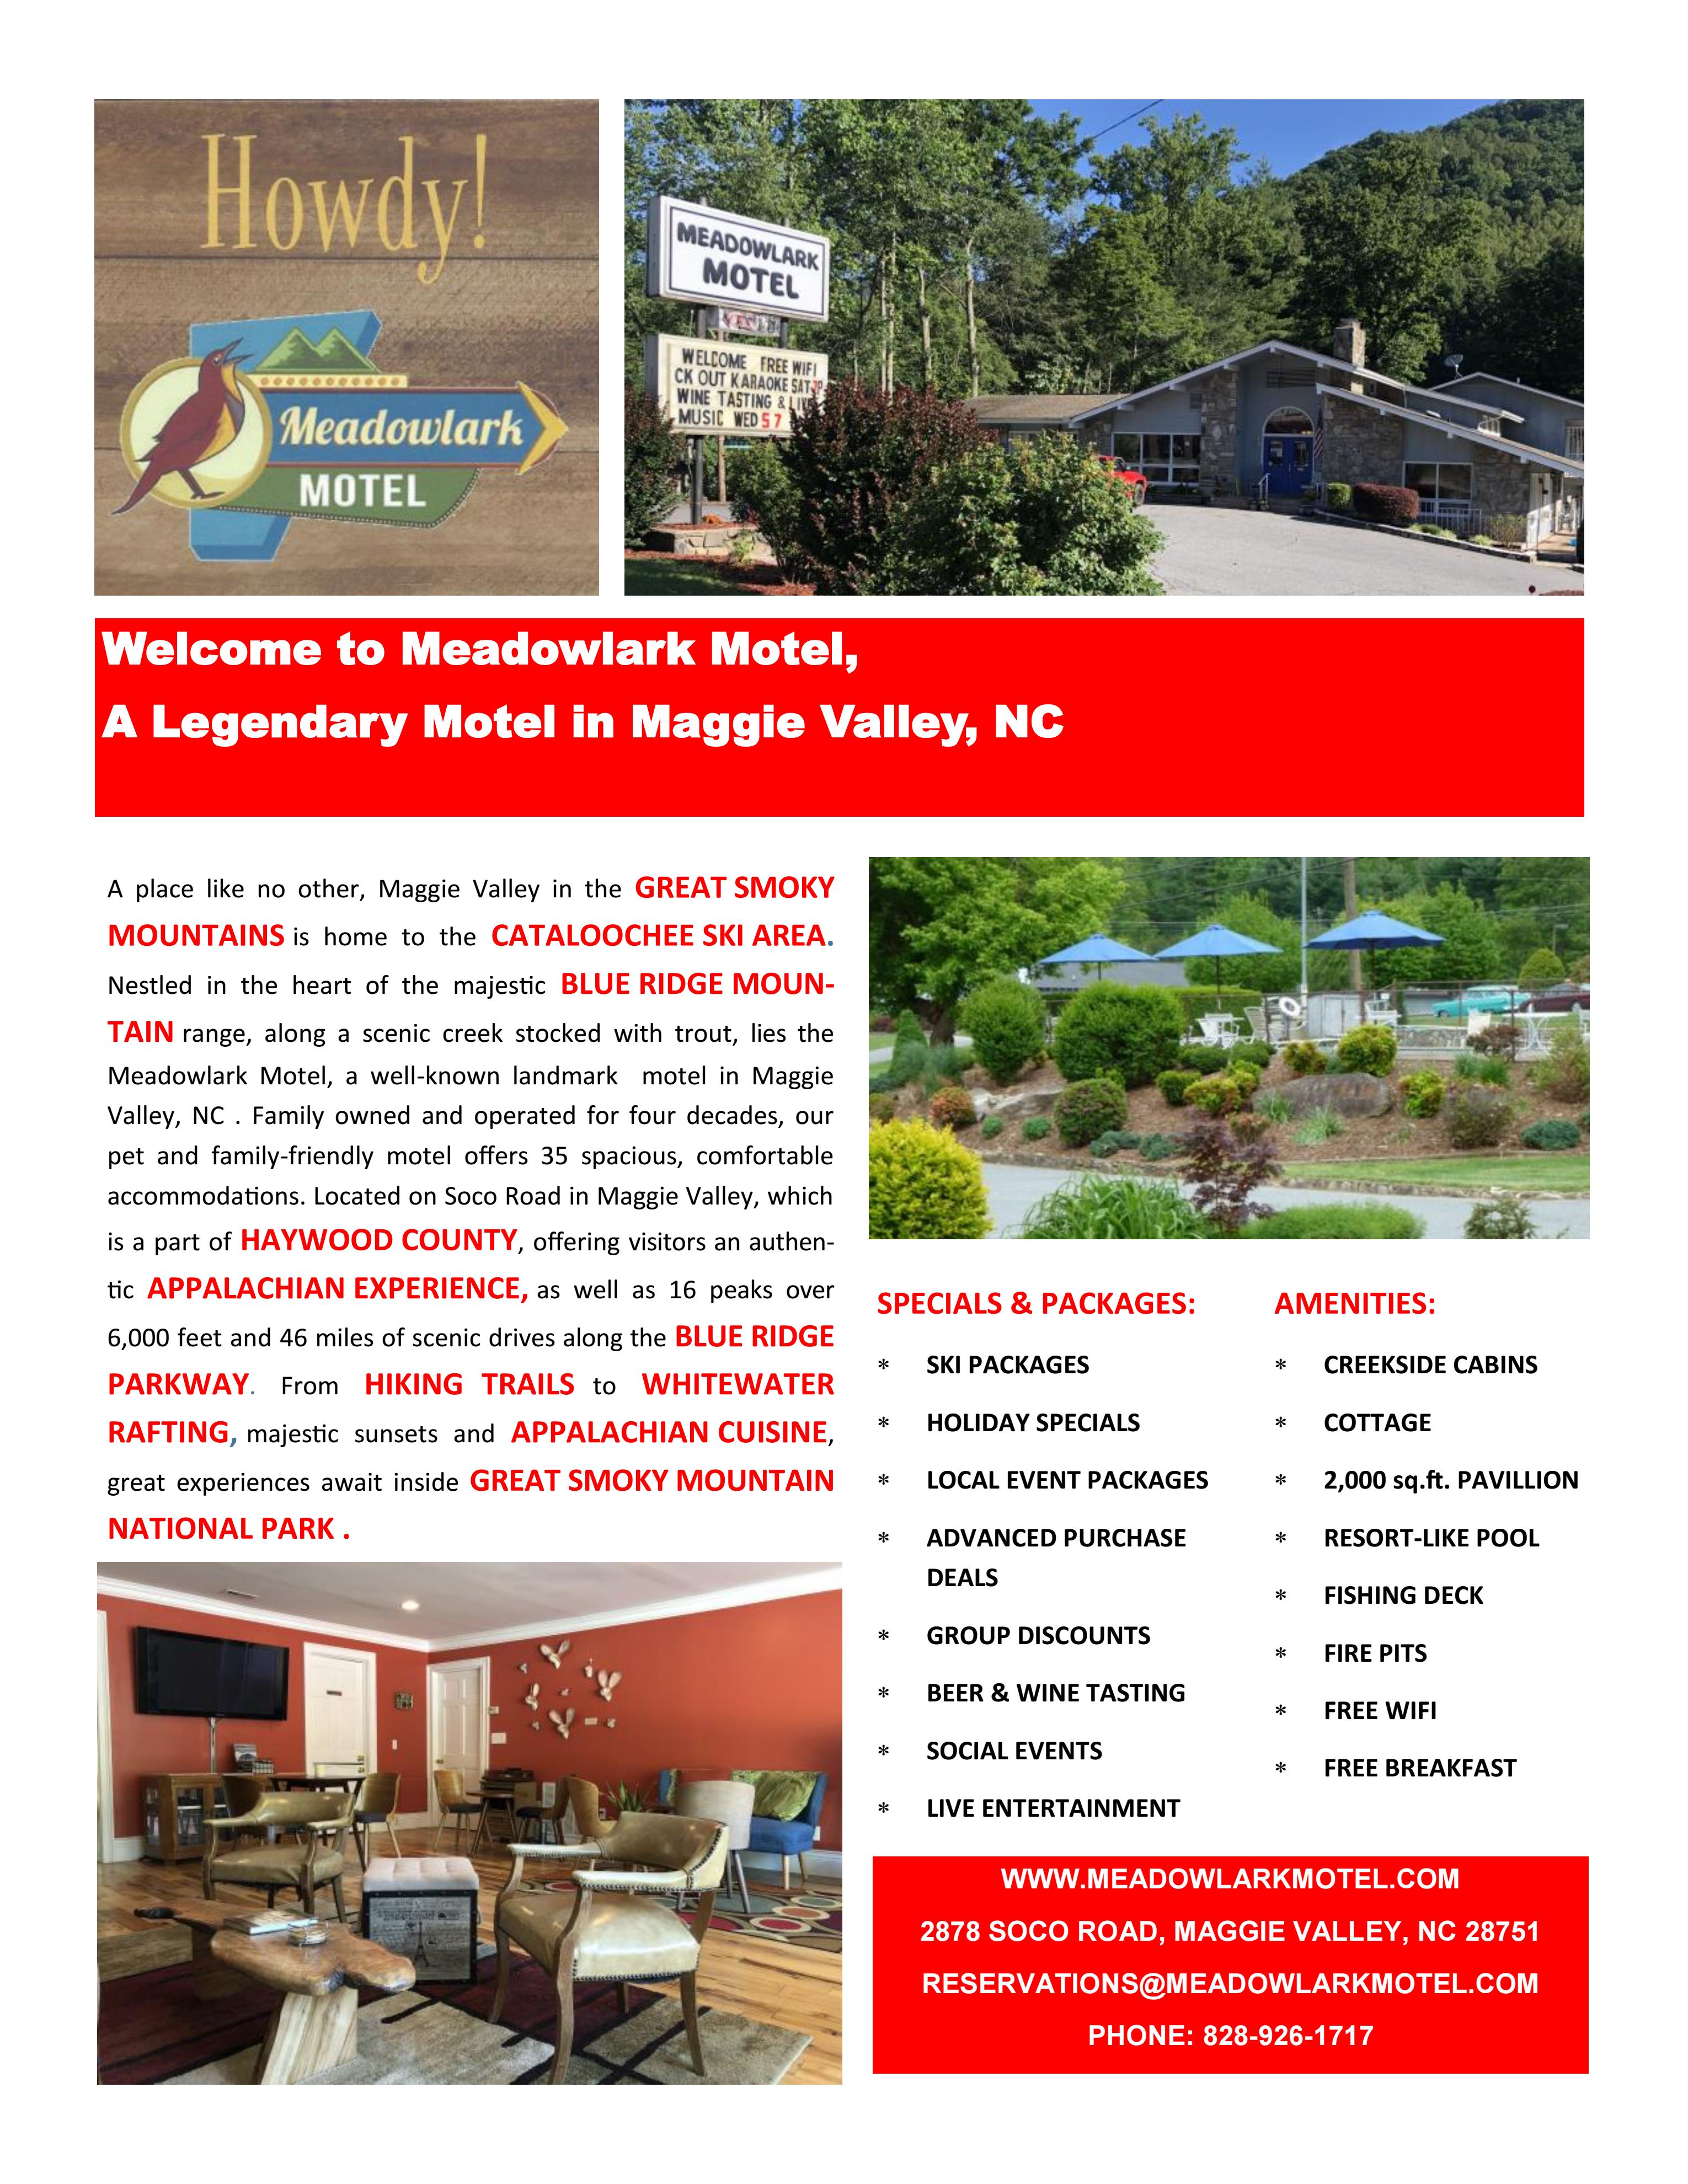 Howdy!
Meadowlark
MOTEL
MEADOWLARK
MOTEL
WELCOME FREE WIFI
CK OUT KARAOKE SAT
WINE TASTING & LIVE
MUSIC WED 5 7
Welcome to Meadowlark Motel,
A Legendary Motel in Maggie Valley, NC
A place like no other, Maggie Valley in the GREAT SMOKY
MOUNTAINS is home to the CATALOOCHEE SKI AREA.
Nestled in the heart of the majestic BLUE RIDGE MOUN-
TAIN range, along a scenic creek stocked with trout, lies the
Meadowlark Motel, a well-known landmark motel in Maggie
Valley, NC . Family owned and operated for four decades, our
pet and family-friendly motel offers 35 spacious, comfortable
accommodations. Located on Soco Road in Maggie Valley, which
is a part of HAYWOOD COUNTY, offering visitors an authen-
tic APPALACHIAN EXPERIENCE, as well as 16 peaks over
6,000 feet and 46 miles of scenic drives along the BLUE RIDGE
PARKWAY. From HIKING TRAILS to WHITEWATER
RAFTING, majestic sunsets and APPALACHIAN CUISINE,
great experiences await inside GREAT SMOKY MOUNTAIN
NATIONAL PARK .
SPECIALS & PACKAGES:
* SKI PACKAGES
* HOLIDAY SPECIALS
* LOCAL EVENT PACKAGES
* ADVANCED PURCHASE
DEALS
* GROUP DISCOUNTS
* BEER & WINE TASTING
* SOCIAL EVENTS
* LIVE ENTERTAINMENT
AMENITIES:
* CREEKSIDE CABINS
* COTTAGE
* 2,000 sq.ft. PAVILLION
* RESORT-LIKE POOL
* FISHING DECK
* FIRE PITS
* FREE WIFI
* FREE BREAKFAST
WWW.MEADOWLARKMOTEL.COM
2878 SOCO ROAD, MAGGIE VALLEY, NC 28751
RESERVATIONS@MEADOWLARKMOTEL.COM
PHONE: 828-926-1717